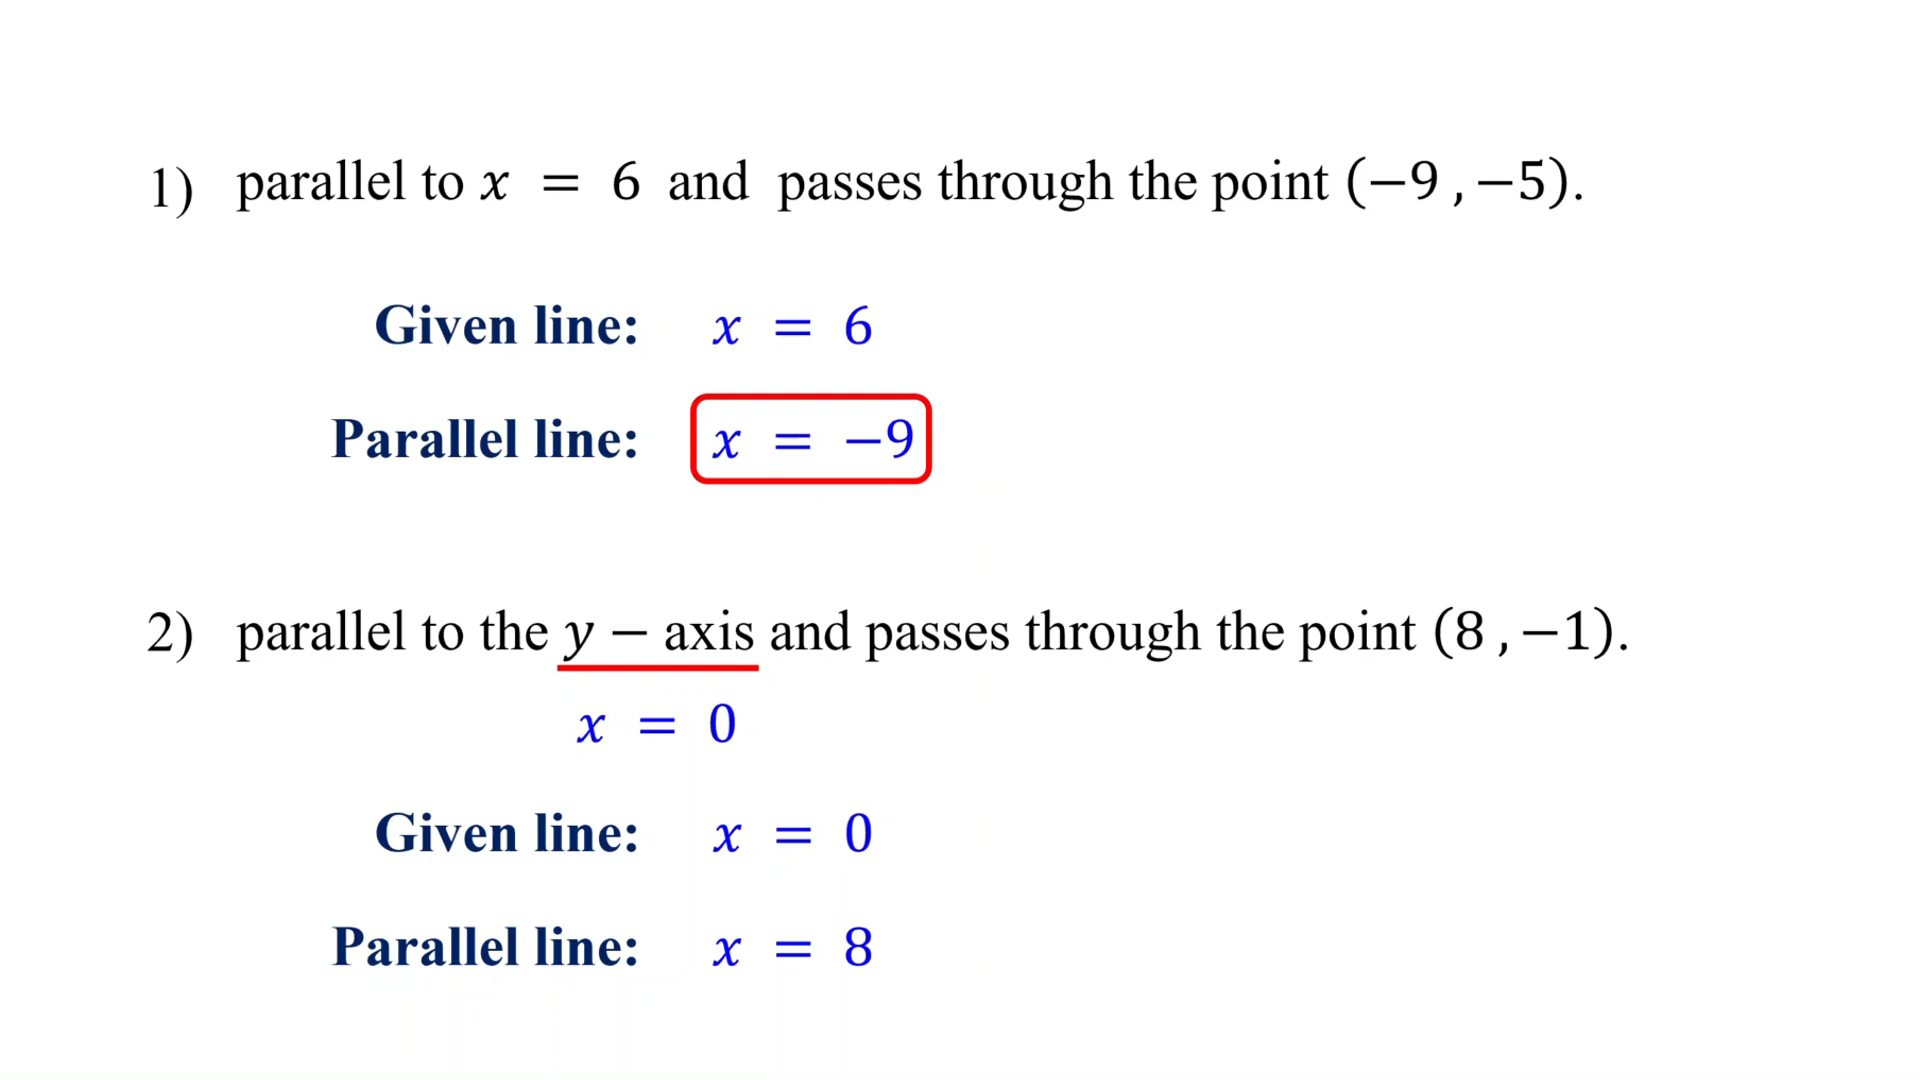 1) parallel to x = 6 and passes through the point (−9 , −5).
Given line: x = 6
Parallel line: x = −9
2) parallel to the y − axis and passes through the point (8 , −1).
x = 0
Given line: x = 0
Parallel line: x = 8